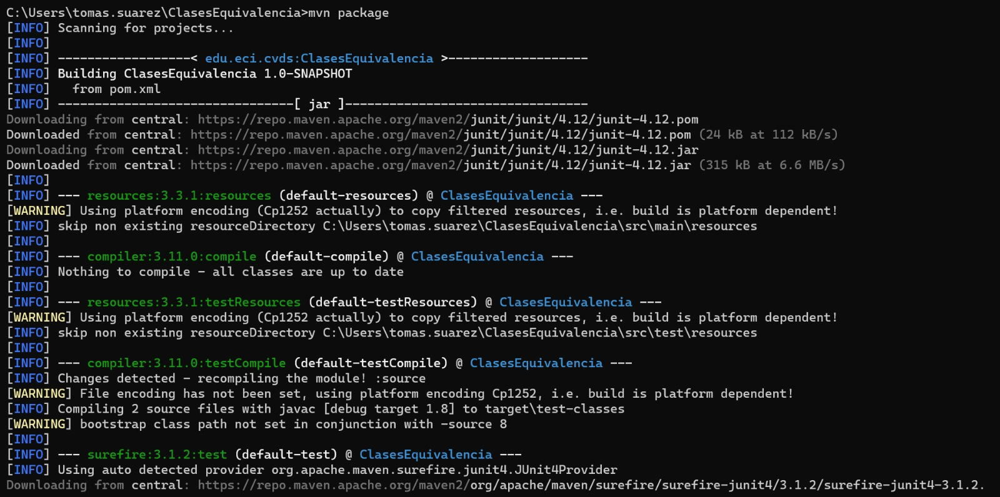 C:\Users\tomas.suarez\ClasesEquivalencia>mvn package
[INFO] Scanning for projects...
[INFO]
[INFO] ------------------< edu.eci.cvds:ClasesEquivalencia >-------------------
[INFO] Building ClasesEquivalencia 1.0-SNAPSHOT
[INFO]   from pom.xml
[INFO] --------------------------------[ jar ]---------------------------------
Downloading from central: https://repo.maven.apache.org/maven2/junit/junit/4.12/junit-4.12.pom
Downloaded from central: https://repo.maven.apache.org/maven2/junit/junit/4.12/junit-4.12.pom (24 kB at 112 kB/s)
Downloading from central: https://repo.maven.apache.org/maven2/junit/junit/4.12/junit-4.12.jar
Downloaded from central: https://repo.maven.apache.org/maven2/junit/junit/4.12/junit-4.12.jar (315 kB at 6.6 MB/s)
[INFO]
[INFO] --- resources:3.3.1:resources (default-resources) @ ClasesEquivalencia ---
[WARNING] Using platform encoding (Cp1252 actually) to copy filtered resources, i.e. build is platform dependent!
[INFO] skip non existing resourceDirectory C:\Users\tomas.suarez\ClasesEquivalencia\src\main\resources
[INFO]
[INFO] --- compiler:3.11.0:compile (default-compile) @ ClasesEquivalencia ---
[INFO] Nothing to compile - all classes are up to date
[INFO]
[INFO] --- resources:3.3.1:testResources (default-testResources) @ ClasesEquivalencia ---
[WARNING] Using platform encoding (Cp1252 actually) to copy filtered resources, i.e. build is platform dependent!
[INFO] skip non existing resourceDirectory C:\Users\tomas.suarez\ClasesEquivalencia\src\test\resources
[INFO]
[INFO] --- compiler:3.11.0:testCompile (default-testCompile) @ ClasesEquivalencia ---
[INFO] Changes detected - recompiling the module! :source
[WARNING] File encoding has not been set, using platform encoding Cp1252, i.e. build is platform dependent!
[INFO] Compiling 2 source files with javac [debug target 1.8] to target\test-classes
[WARNING] bootstrap class path not set in conjunction with -source 8
[INFO]
[INFO] --- surefire:3.1.2:test (default-test) @ ClasesEquivalencia ---
[INFO] Using auto detected provider org.apache.maven.surefire.junit4.JUnit4Provider
Downloading from central: https://repo.maven.apache.org/maven2/org/apache/maven/surefire/surefire-junit4/3.1.2/surefire-junit4-3.1.2.